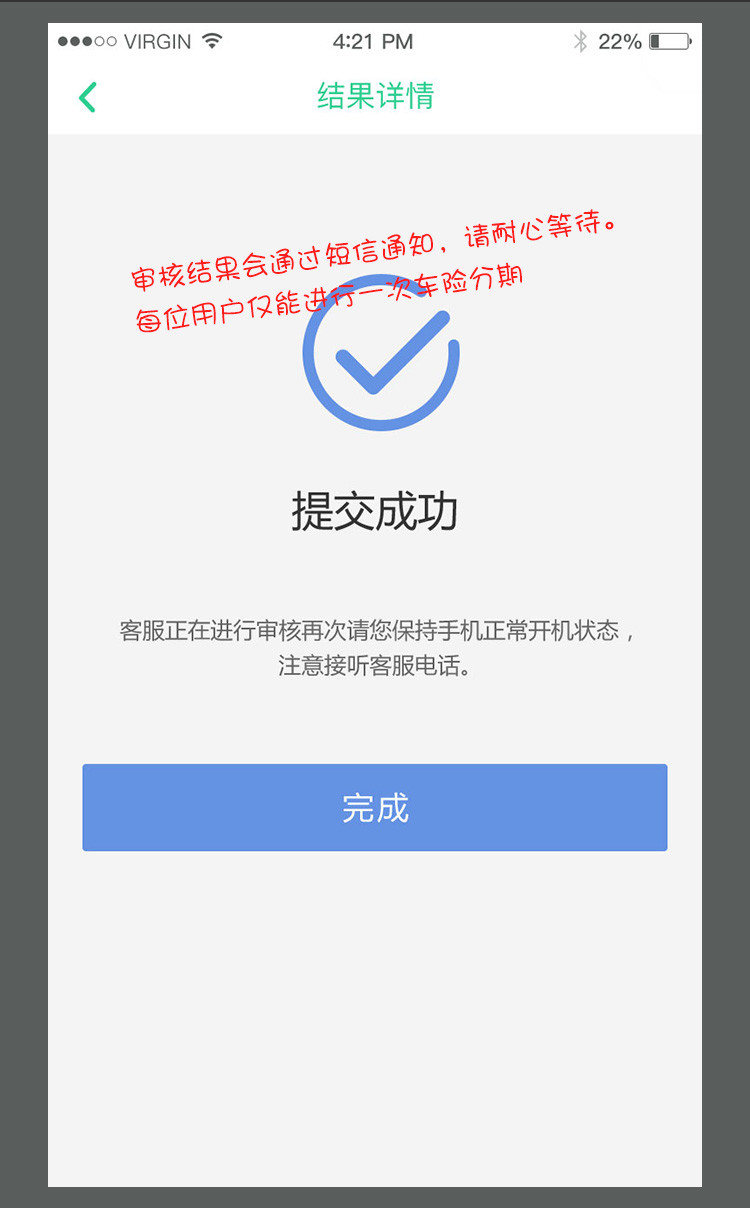 VIRGIN 4:21 PM 22%
结果详情
审核结果会通过短信通知，请耐心等待。
每位用户仅能进行一次车险分期
提交成功
客服正在进行审核再次请您保持手机正常开机状态，
注意接听客服电话。
完成